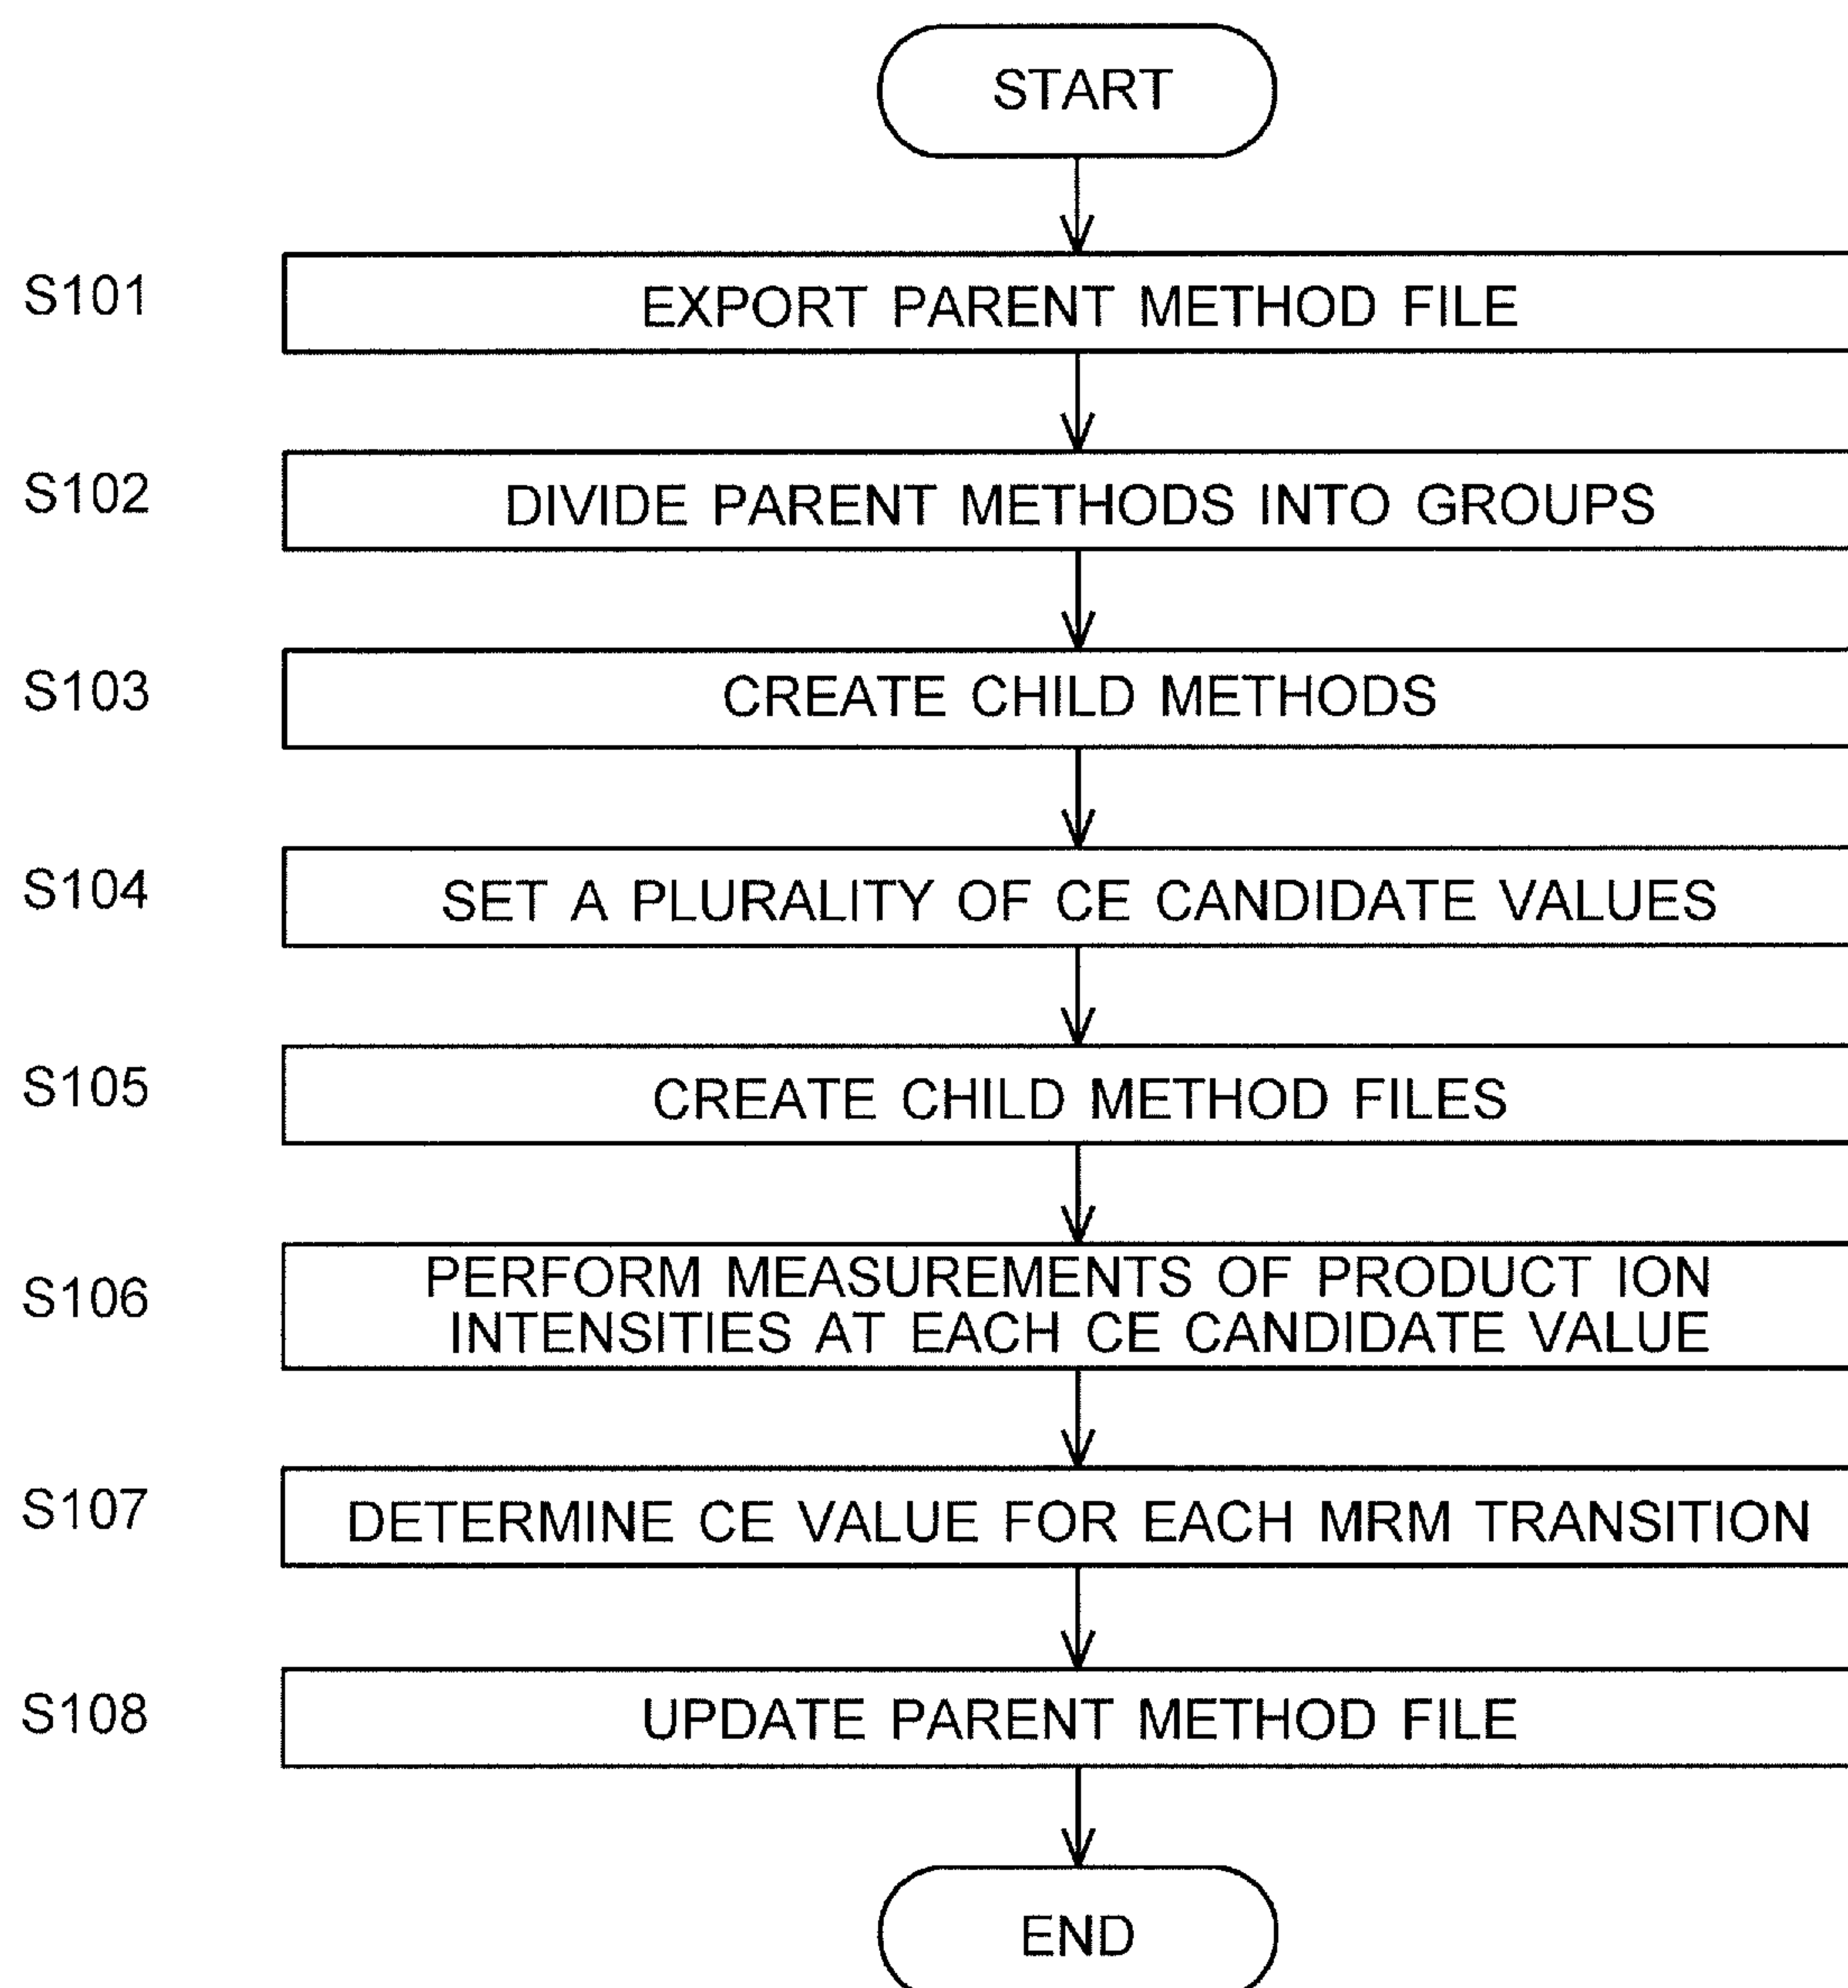 START
S101
EXPORT PARENT METHOD FILE
S102
DIVIDE PARENT METHODS INTO GROUPS
S103
CREATE CHILD METHODS
S104
SET A PLURALITY OF CE CANDIDATE VALUES
S105
CREATE CHILD METHOD FILES
S106
PERFORM MEASUREMENTS OF PRODUCT ION
INTENSITIES AT EACH CE CANDIDATE VALUE
S107
DETERMINE CE VALUE FOR EACH MRM TRANSITION
S108
UPDATE PARENT METHOD FILE
END